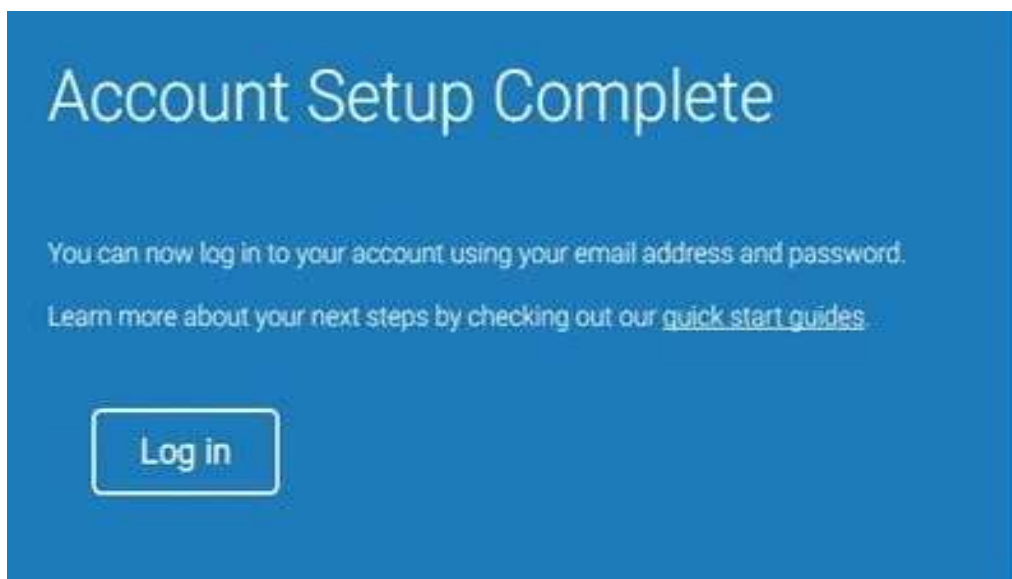 Account Setup Complete
You can now log in to your account using your email address and password.
Learn more about your next steps by checking out our quick start guides.
Log in